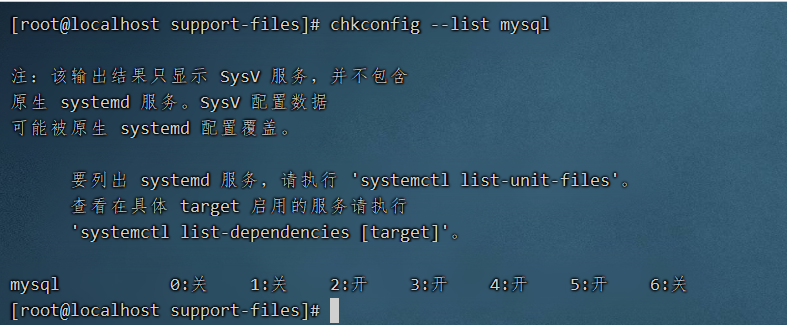 [root@localhost support-files]# chkconfig --list mysql
注：该输出结果只显示 SysV 服务，并不包含
原生 systemd 服务。SysV 配置数据
可能被原生 systemd 配置覆盖。
要列出 systemd 服务，请执行 'systemctl list-unit-files'。
查看在具体 target 启用的服务请执行
'systemctl list-dependencies [target]'。
mysql 0:关 1:关 2:开 3:开 4:开 5:开 6:关
[root@localhost support-files]#